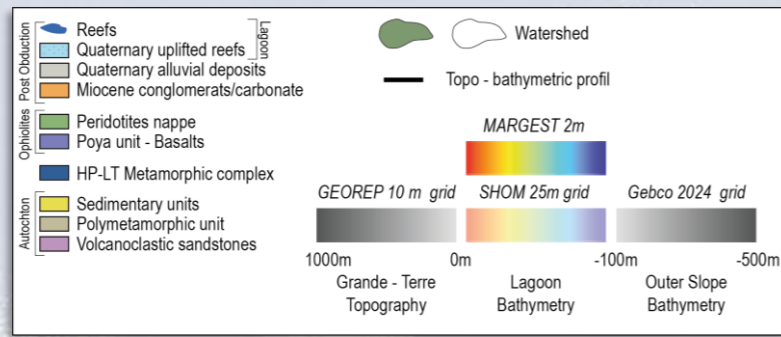 Post Obduction
Reefs
Lagoon
Quaternary uplifted reefs
Quaternary alluvial deposits
Miocene conglomerats/carbonate
Ophiolites
Peridotites nappe
Poya unit - Basalts
HP-LT Metamorphic complex
Autochton
Sedimentary units
Polymetamorphic unit
Volcanoclastic sandstones
Watershed
Topo - bathymetric profil
MARGEST 2m
GEOREP 10 m grid SHOM 25m grid Gebco 2024 grid
1000m 0m -100m -500m
Grande - Terre Lagoon Outer Slope
Topography Bathymetry Bathymetry